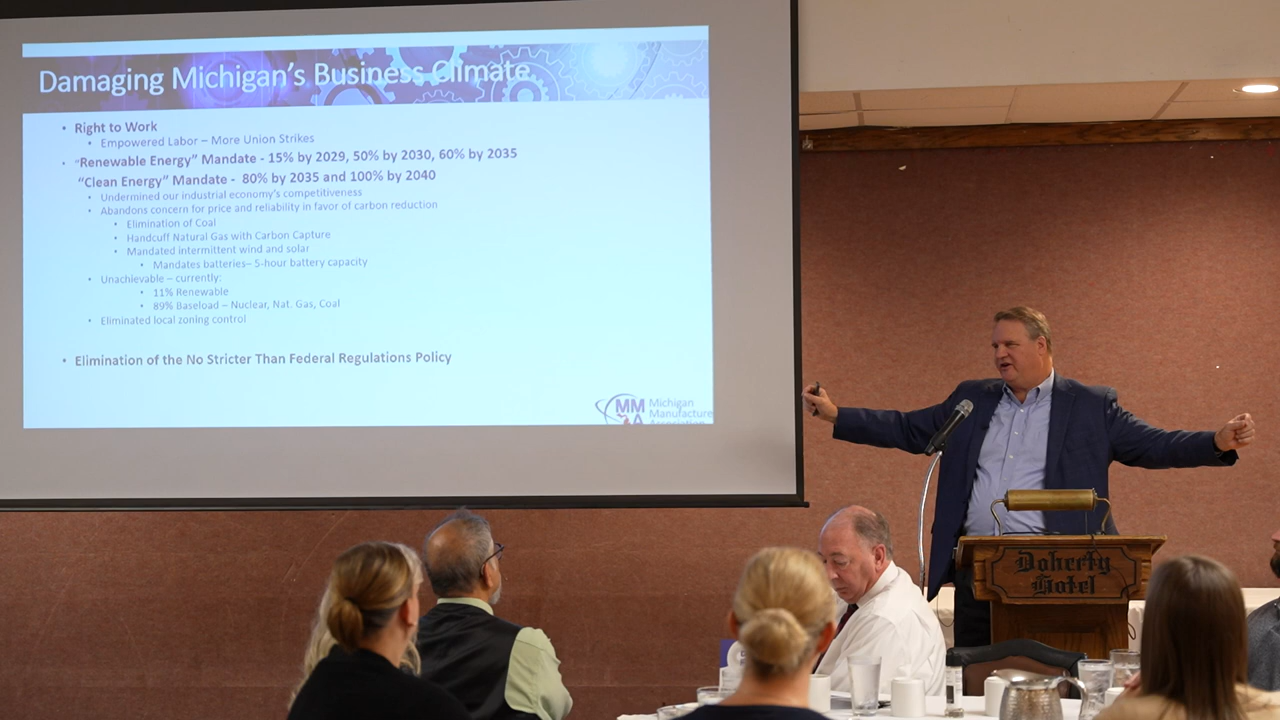 Damaging Michigan's Business Climate
• Right to Work
• Empowered Labor – More Union Strikes
• "Renewable Energy" Mandate - 15% by 2029, 50% by 2030, 60% by 2035
"Clean Energy" Mandate - 80% by 2035 and 100% by 2040
• Undermined our industrial economy's competitiveness
• Abandons concern for price and reliability in favor of carbon reduction
• Elimination of Coal
• Handcuff Natural Gas with Carbon Capture
• Mandated intermittent wind and solar
• Mandates batteries– 5-hour battery capacity
• Unachievable – currently:
• 11% Renewable
• 89% Baseload – Nuclear, Nat. Gas, Coal
• Eliminated local zoning control
• Elimination of the No Stricter Than Federal Regulations Policy
MMA
Michigan
Manufacture
Association
Doherty
Hotel